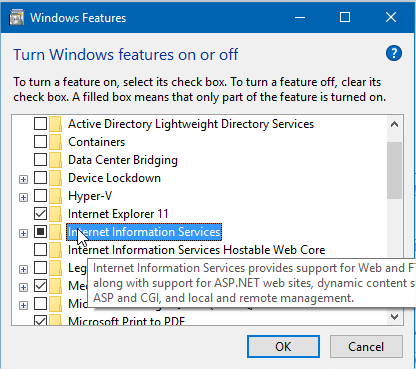 Windows Features
Turn Windows features on or off
?
To turn a feature on, select its check box. To turn a feature off, clear its
check box. A filled box means that only part of the feature is turned on.
Active Directory Lightweight Directory Services
Containers
Data Center Bridging
Device Lockdown
Hyper-V
Internet Explorer 11
Internet Information Services
Internet Information Services Hostable Web Core
Leg
Internet Information Services provides support for Web and F
Me
along with support for ASP.NET web sites, dynamic content s
Mic
ASP and CGI, and local and remote management.
Microsoft Print to PDF
OK
Cancel